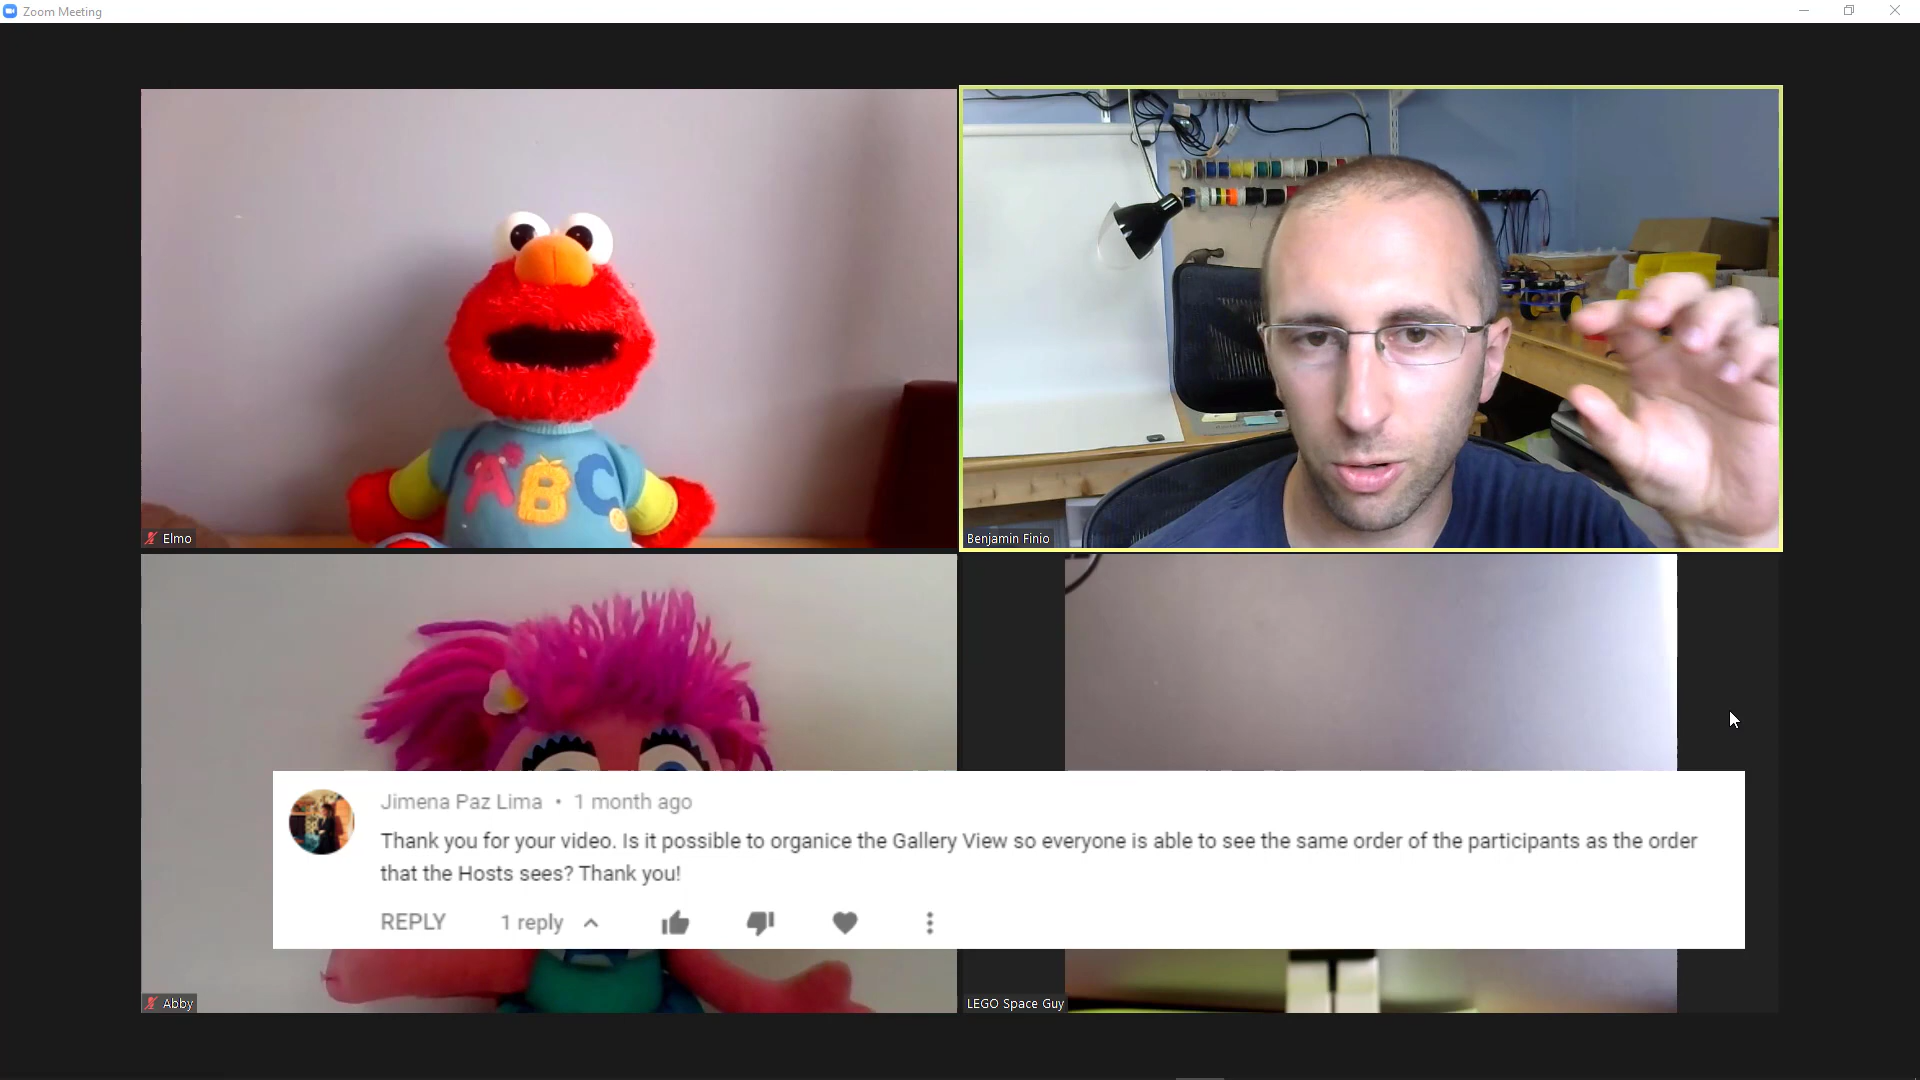 Zoom Meeting
ABC
Elmo
Benjamin Finio
Jimena Paz Lima • 1 month ago
Thank you for your video. Is it possible to organice the Gallery View so everyone is able to see the same order of the participants as the order
that the Hosts sees? Thank you!
REPLY 1 reply
Abby
LEGO Space Guy